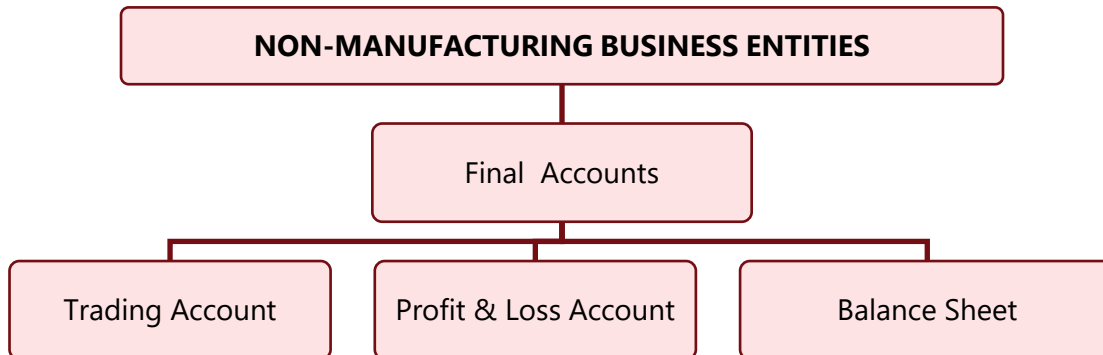 NON-MANUFACTURING BUSINESS ENTITIES
Final Accounts
Trading Account
Profit & Loss Account
Balance Sheet